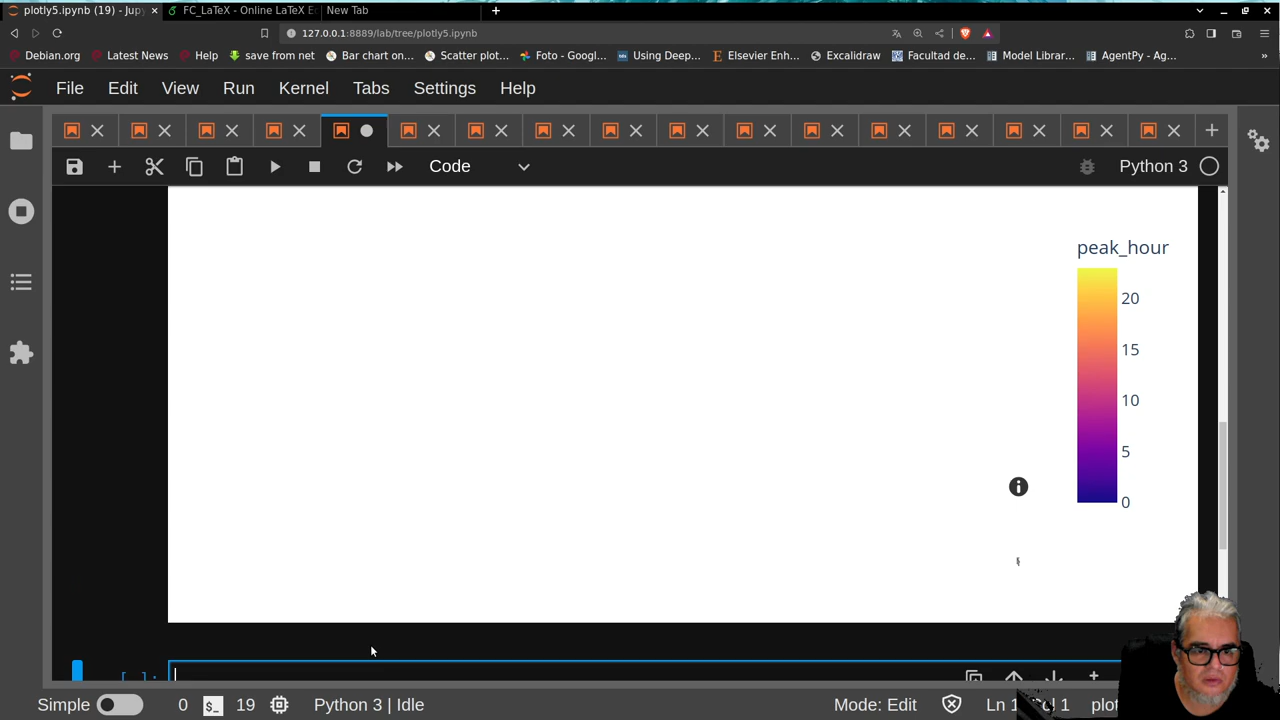 plotly5.ipynb (19) - Jup
FC_LaTeX - Online LaTeX E
New Tab
127.0.0.1:8889/lab/tree/plotly5.ipynb
Debian.org
Latest News
Help
save from net
Bar chart on...
Scatter plot...
Foto - Googl...
Using Deep...
Elsevier Enh...
Excalidraw
Facultad de...
Model Librar...
AgentPy - Ag...
»
File Edit View Run Kernel Tabs Settings Help
Code
Python 3
peak_hour
20
15
10
5
0
[ ]:
Simple
0
19
Python 3 | Idle
Mode: Edit
Ln 1
Col 1
plot